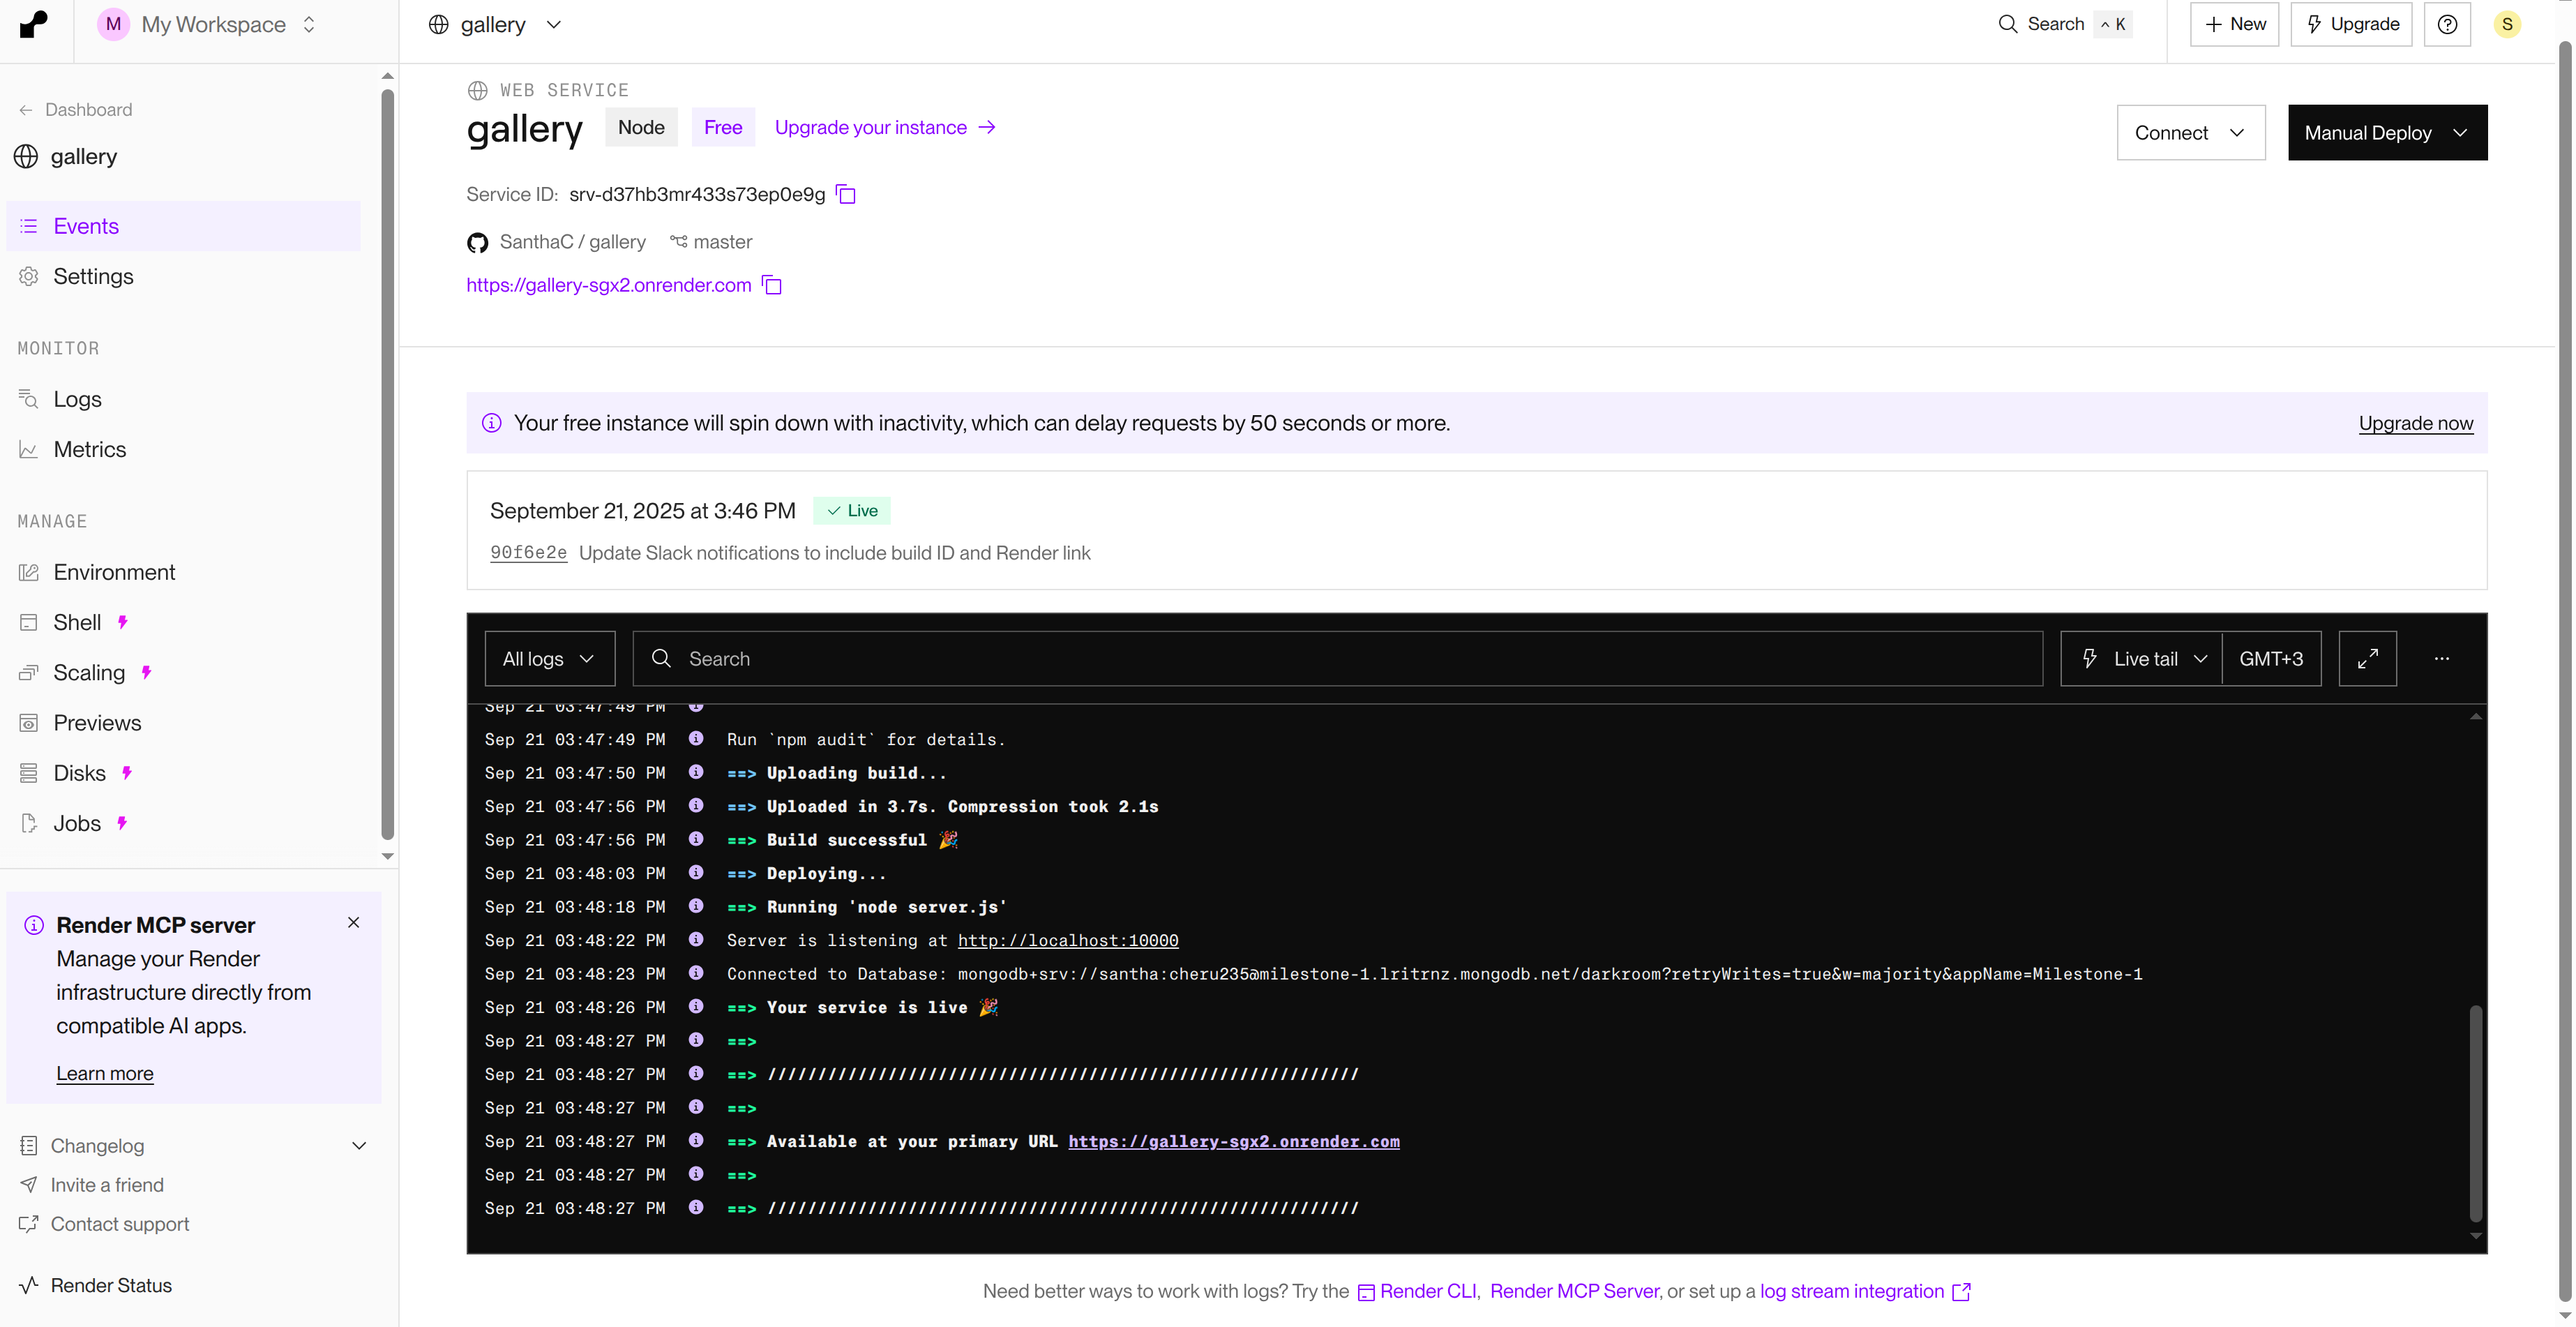 M My Workspace
gallery
Search ^ K
+ New
Upgrade
S
← Dashboard
gallery
Events
Settings
MONITOR
Logs
Metrics
MANAGE
Environment
Shell
Scaling
Previews
Disks
Jobs
Render MCP server
Manage your Render
infrastructure directly from
compatible AI apps.
Learn more
Changelog
Invite a friend
Contact support
Render Status
WEB SERVICE
gallery Node Free Upgrade your instance →
Connect
Manual Deploy
Service ID: srv-d37hb3mr433s73ep0e9g
SanthaC / gallery master
https://gallery-sgx2.onrender.com
Your free instance will spin down with inactivity, which can delay requests by 50 seconds or more. Upgrade now
September 21, 2025 at 3:46 PM Live
90f6e2e Update Slack notifications to include build ID and Render link
All logs Search Live tail GMT+3 ...
Sep 21 03:47:49 PM
Sep 21 03:47:49 PM Run `npm audit` for details.
Sep 21 03:47:50 PM ==> Uploading build...
Sep 21 03:47:56 PM ==> Uploaded in 3.7s. Compression took 2.1s
Sep 21 03:47:56 PM ==> Build successful 🎉
Sep 21 03:48:03 PM ==> Deploying...
Sep 21 03:48:18 PM ==> Running 'node server.js'
Sep 21 03:48:22 PM Server is listening at http://localhost:10000
Sep 21 03:48:23 PM Connected to Database: mongodb+srv://santha:cheru235@milestone-1.lritrnz.mongodb.net/darkroom?retryWrites=true&w=majority&appName=Milestone-1
Sep 21 03:48:26 PM ==> Your service is live 🎉
Sep 21 03:48:27 PM ==>
Sep 21 03:48:27 PM ==> ///////////////////////////////////////////////////////////
Sep 21 03:48:27 PM ==>
Sep 21 03:48:27 PM ==> Available at your primary URL https://gallery-sgx2.onrender.com
Sep 21 03:48:27 PM ==>
Sep 21 03:48:27 PM ==> ///////////////////////////////////////////////////////////
Need better ways to work with logs? Try the Render CLI, Render MCP Server, or set up a log stream integration